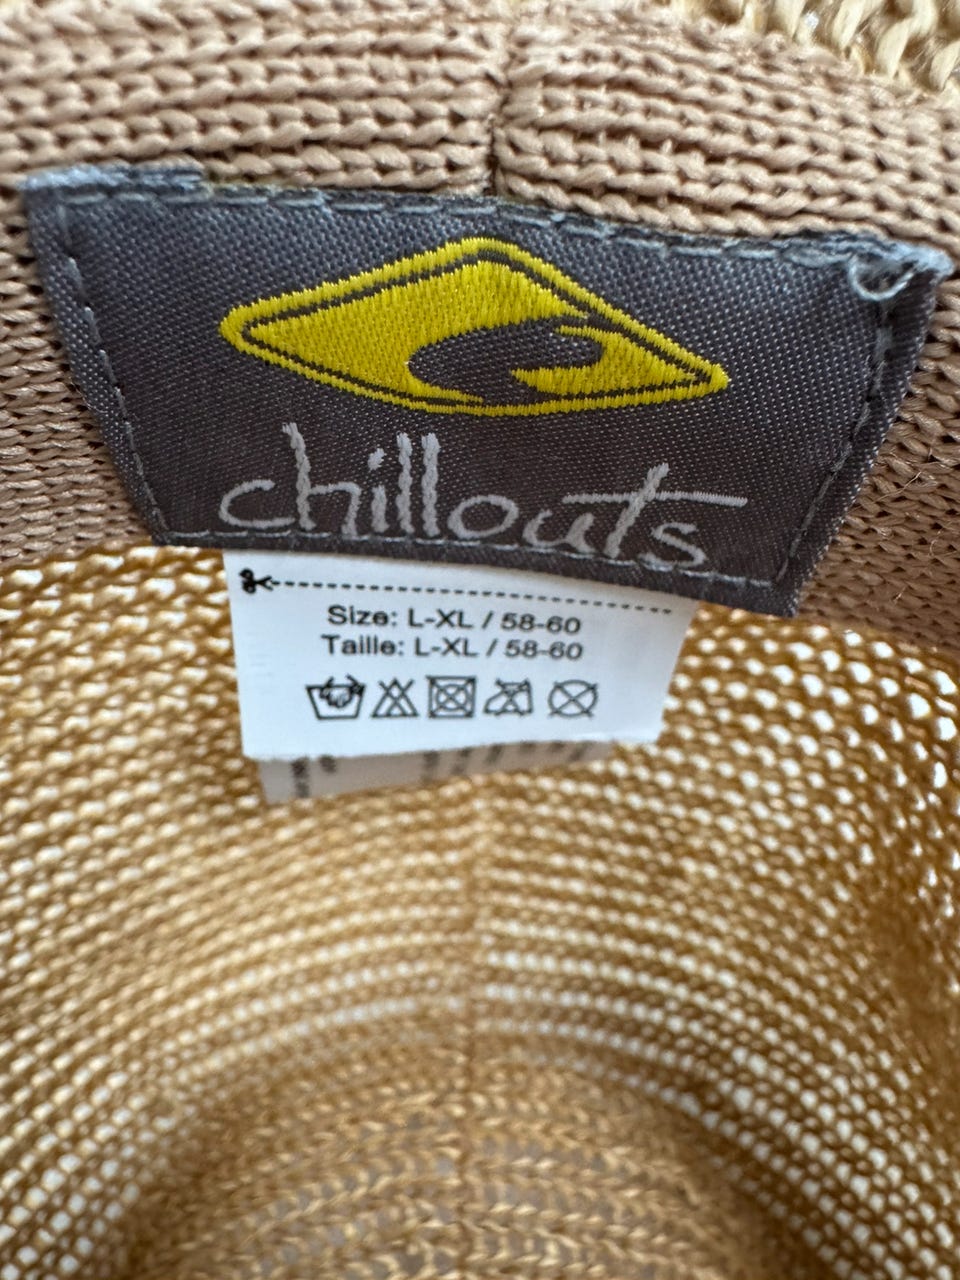 chillouts
Size: L-XL / 58-60
Taille: L-XL / 58-60